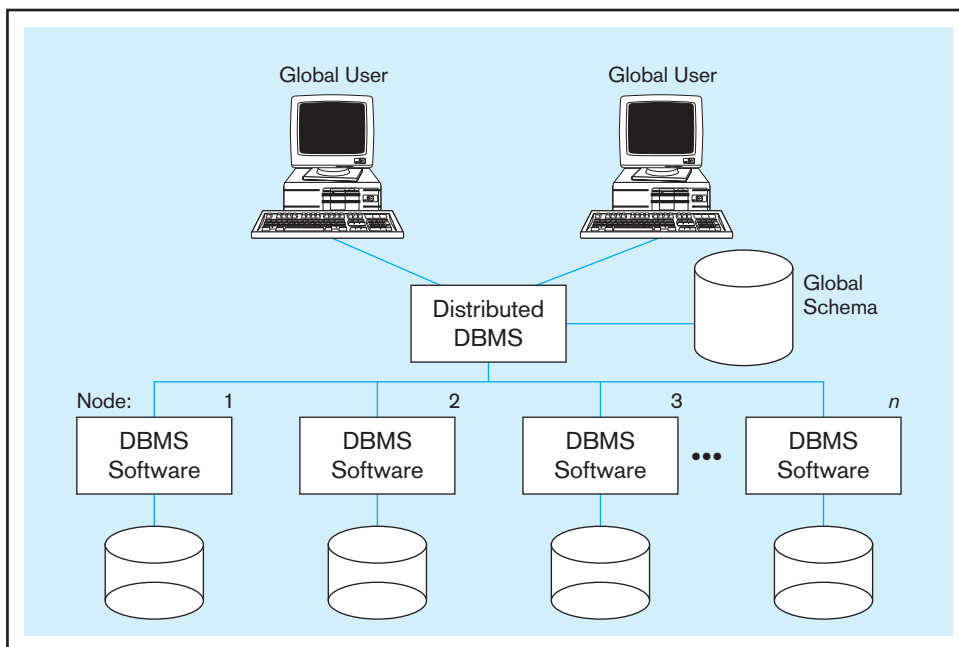 Global User
Global User
Distributed
DBMS
Global
Schema
Node:
1
2
3
n
DBMS
Software
DBMS
Software
DBMS
Software
•••
DBMS
Software